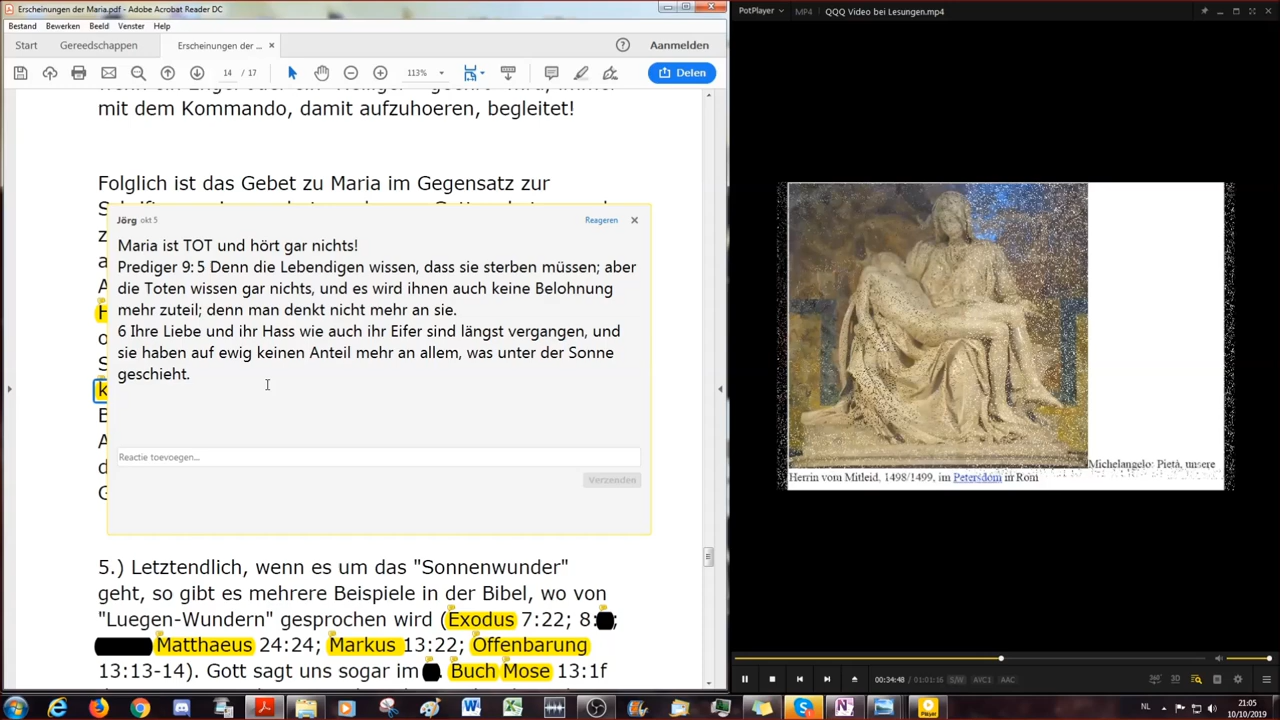 Erscheinungen der Maria.pdf - Adobe Acrobat Reader DC
Bestand Bewerken Beeld Venster Help
Start Gereedschappen Erscheinungen der ... × Aanmelden
14 / 17 113% Delen
mit dem Kommando, damit aufzuhoeren, begleitet!
Folglich ist das Gebet zu Maria im Gegensatz zur
Jörg okt 5 Reageren
Maria ist TOT und hört gar nichts!
Prediger 9:5 Denn die Lebendigen wissen, dass sie sterben müssen; aber
die Toten wissen gar nichts, und es wird ihnen auch keine Belohnung
mehr zuteil; denn man denkt nicht mehr an sie.
6 Ihre Liebe und ihr Hass wie auch ihr Eifer sind längst vergangen, und
sie haben auf ewig keinen Anteil mehr an allem, was unter der Sonne
geschieht.
Reactie toevoegen...
Verzenden
5.) Letztendlich, wenn es um das "Sonnenwunder"
geht, so gibt es mehrere Beispiele in der Bibel, wo von
"Luegen-Wundern" gesprochen wird (Exodus 7:22; 8: ;
Matthaeus 24:24; Markus 13:22; Offenbarung
13:13-14). Gott sagt uns sogar im . Buch Mose 13:1f
PotPlayer MP4 QQQ Video bei Lesungen.mp4
Michelangelo: Pietà, unsere
Herrin vom Mitleid, 1498/1499, im Petersdom in Rom
00:34:48 / 01:01:16 S/W AVC1 AAC
360° 3D
NL 21:05
10/10/2019